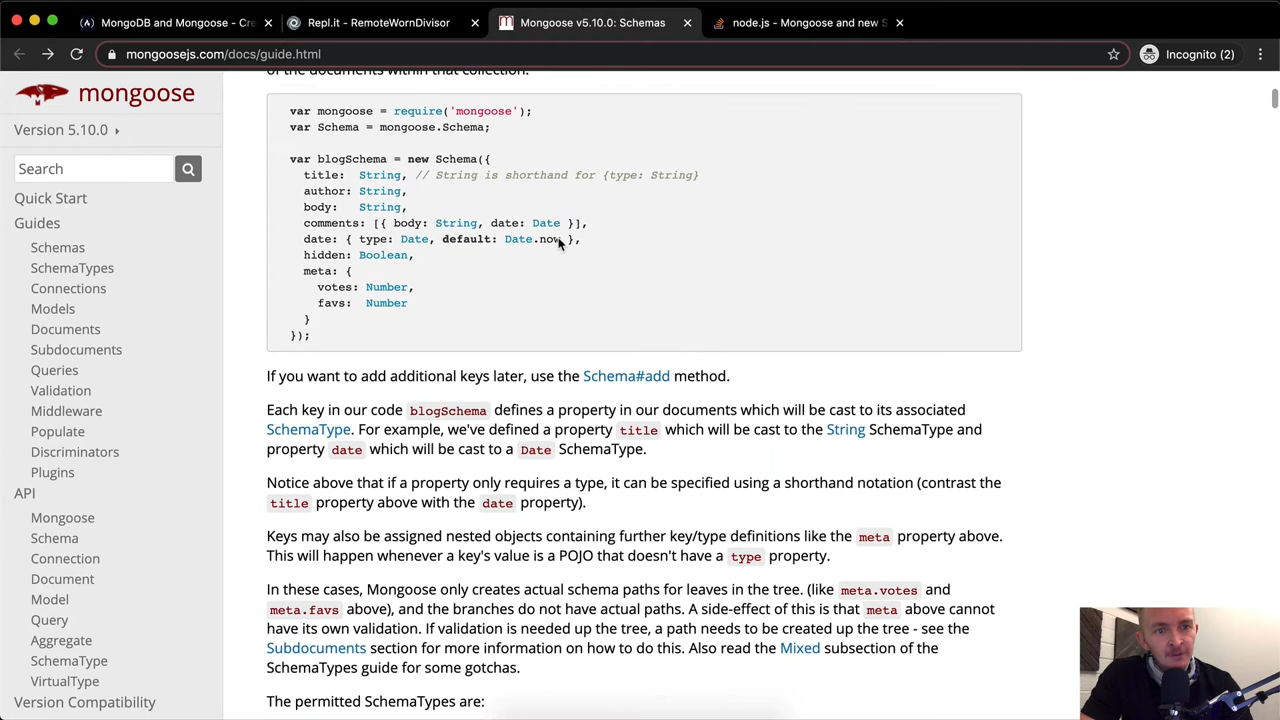 MongoDB and Mongoose - Cre
Repl.it - RemoteWornDivisor
Mongoose v5.10.0: Schemas
node.js - Mongoose and new S
mongoosejs.com/docs/guide.html
Incognito (2)
mongoose
Version 5.10.0
Search
Quick Start
Guides
Schemas
SchemaTypes
Connections
Models
Documents
Subdocuments
Queries
Validation
Middleware
Populate
Discriminators
Plugins
API
Mongoose
Schema
Connection
Document
Model
Query
Aggregate
SchemaType
VirtualType
Version Compatibility
of the documents within that collection.
var mongoose = require('mongoose');
var Schema = mongoose.Schema;
var blogSchema = new Schema({
title: String, // String is shorthand for {type: String}
author: String,
body: String,
comments: [{ body: String, date: Date }],
date: { type: Date, default: Date.now },
hidden: Boolean,
meta: {
votes: Number,
favs: Number
}
});
If you want to add additional keys later, use the Schema#add method.
Each key in our code blogSchema defines a property in our documents which will be cast to its associated
SchemaType. For example, we've defined a property title which will be cast to the String SchemaType and
property date which will be cast to a Date SchemaType.
Notice above that if a property only requires a type, it can be specified using a shorthand notation (contrast the
title property above with the date property).
Keys may also be assigned nested objects containing further key/type definitions like the meta property above.
This will happen whenever a key's value is a POJO that doesn't have a type property.
In these cases, Mongoose only creates actual schema paths for leaves in the tree. (like meta.votes and
meta.favs above), and the branches do not have actual paths. A side-effect of this is that meta above cannot
have its own validation. If validation is needed up the tree, a path needs to be created up the tree - see the
Subdocuments section for more information on how to do this. Also read the Mixed subsection of the
SchemaTypes guide for some gotchas.
The permitted SchemaTypes are: